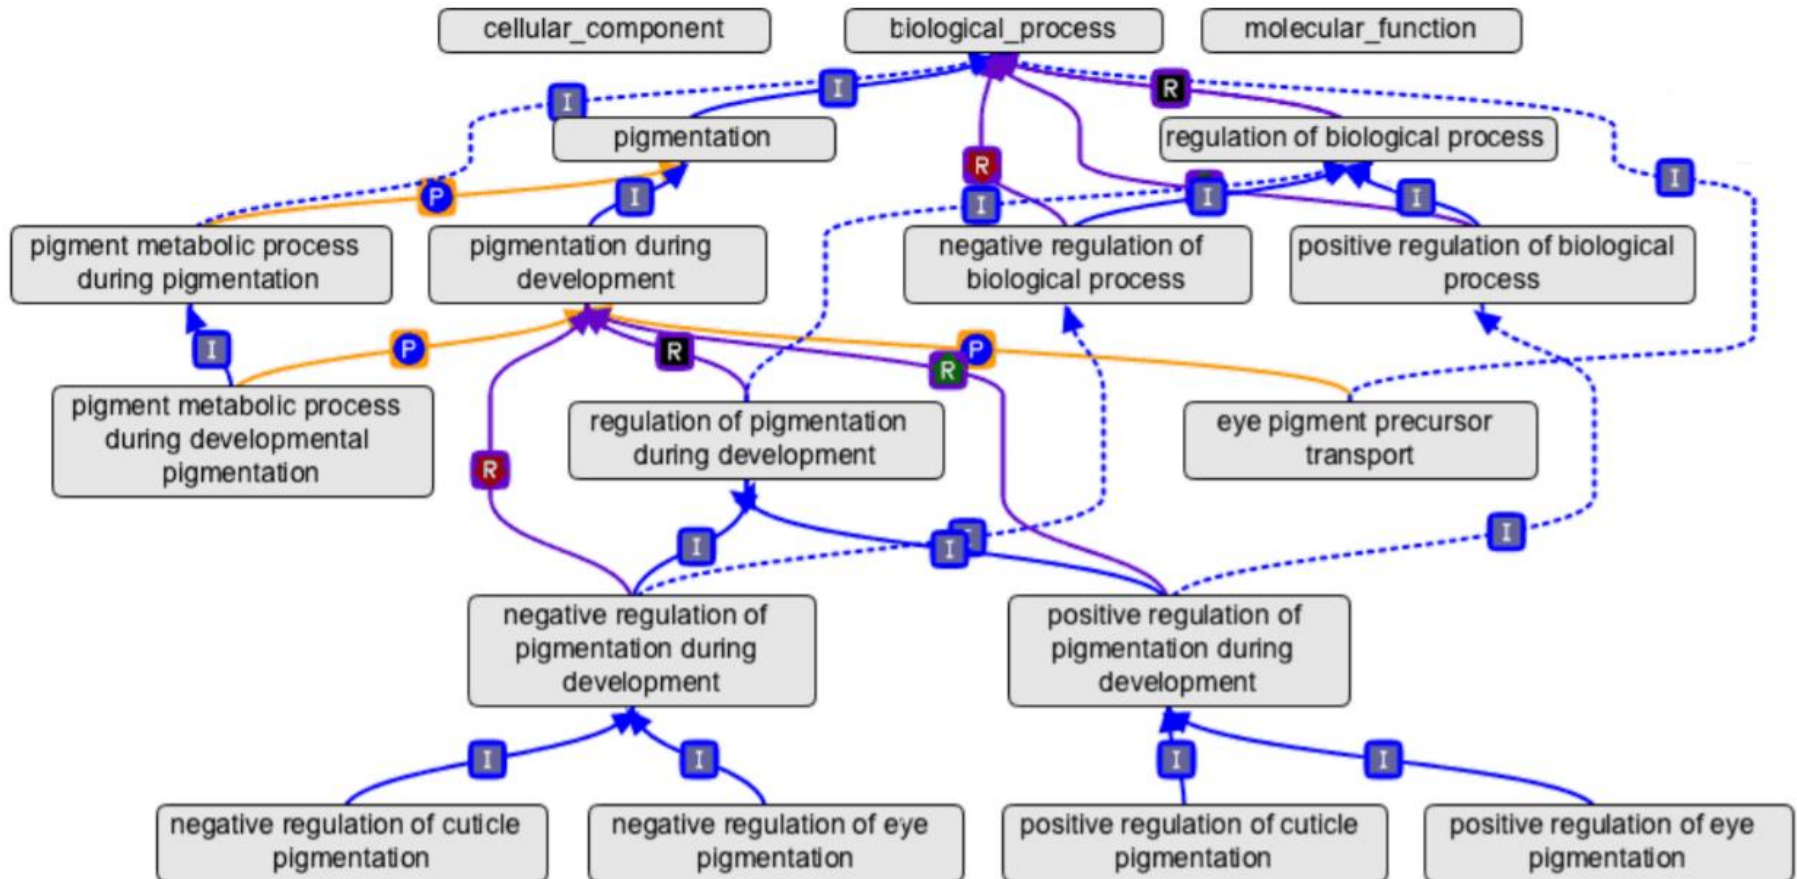 cellular_component
biological_process
molecular_function
I
I
R
pigmentation
regulation of biological process
P
I
R
I
I
I
I
pigment metabolic process
during pigmentation
pigmentation during
development
negative regulation of
biological process
positive regulation of biological
process
I
P
R
R
P
pigment metabolic process
during developmental
pigmentation
regulation of pigmentation
during development
eye pigment precursor
transport
R
I
I
I
negative regulation of
pigmentation during
development
positive regulation of
pigmentation during
development
I
I
I
I
negative regulation of cuticle
pigmentation
negative regulation of eye
pigmentation
positive regulation of cuticle
pigmentation
positive regulation of eye
pigmentation